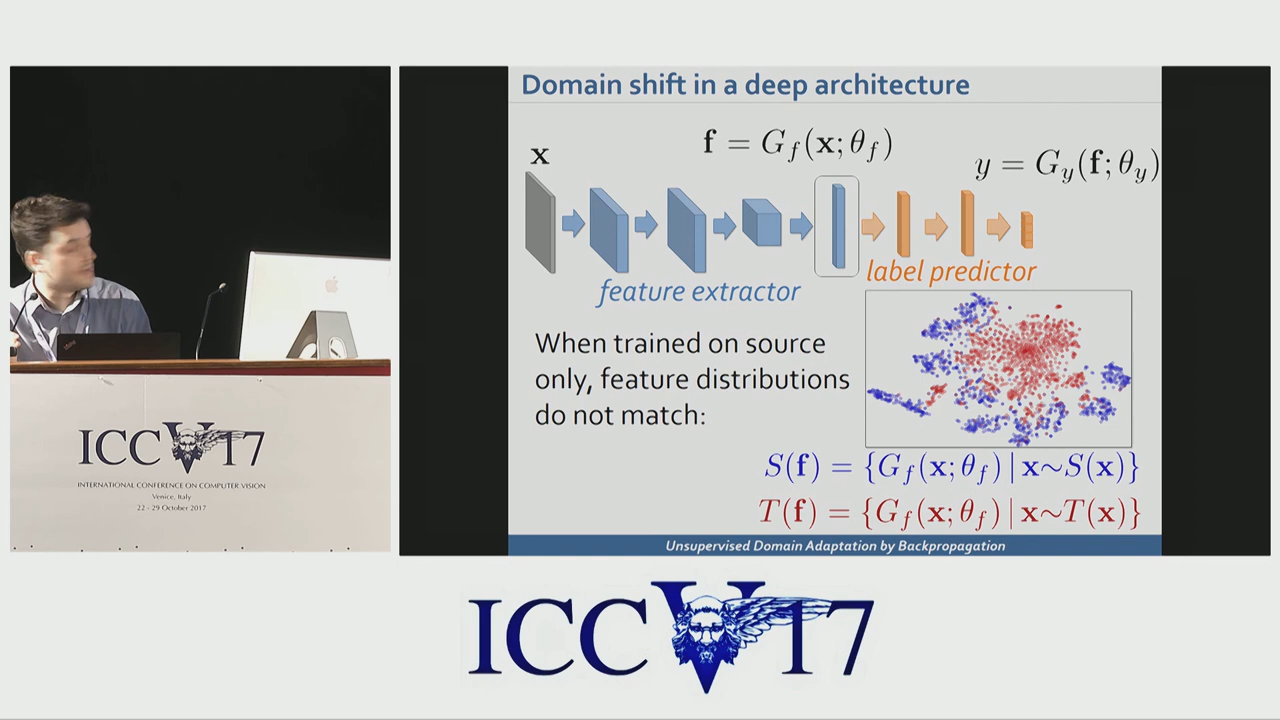 Domain shift in a deep architecture
x
f = G_f(x; θ_f)
y = G_y(f; θ_y)
feature extractor
label predictor
When trained on source
only, feature distributions
do not match:
S(f) = {G_f(x; θ_f) | x~S(x)}
T(f) = {G_f(x; θ_f) | x~T(x)}
Unsupervised Domain Adaptation by Backpropagation
ICCV17
INTERNATIONAL CONFERENCE ON COMPUTER VISION
Venice, Italy
22 - 29 October 2017
ICCV17